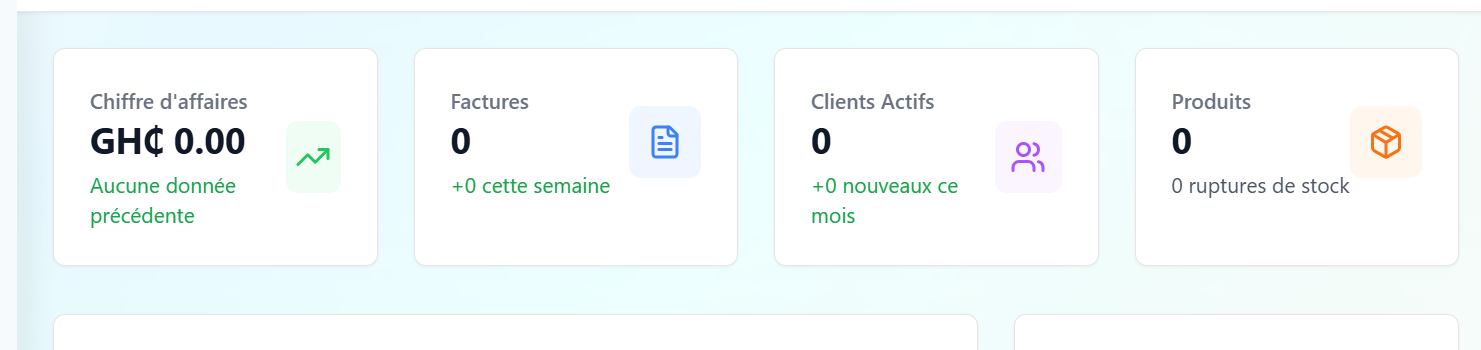 Chiffre d'affaires
GH₵ 0.00
Aucune donnée
précédente
Factures
0
+0 cette semaine
Clients Actifs
0
+0 nouveaux ce
mois
Produits
0
0 ruptures de stock